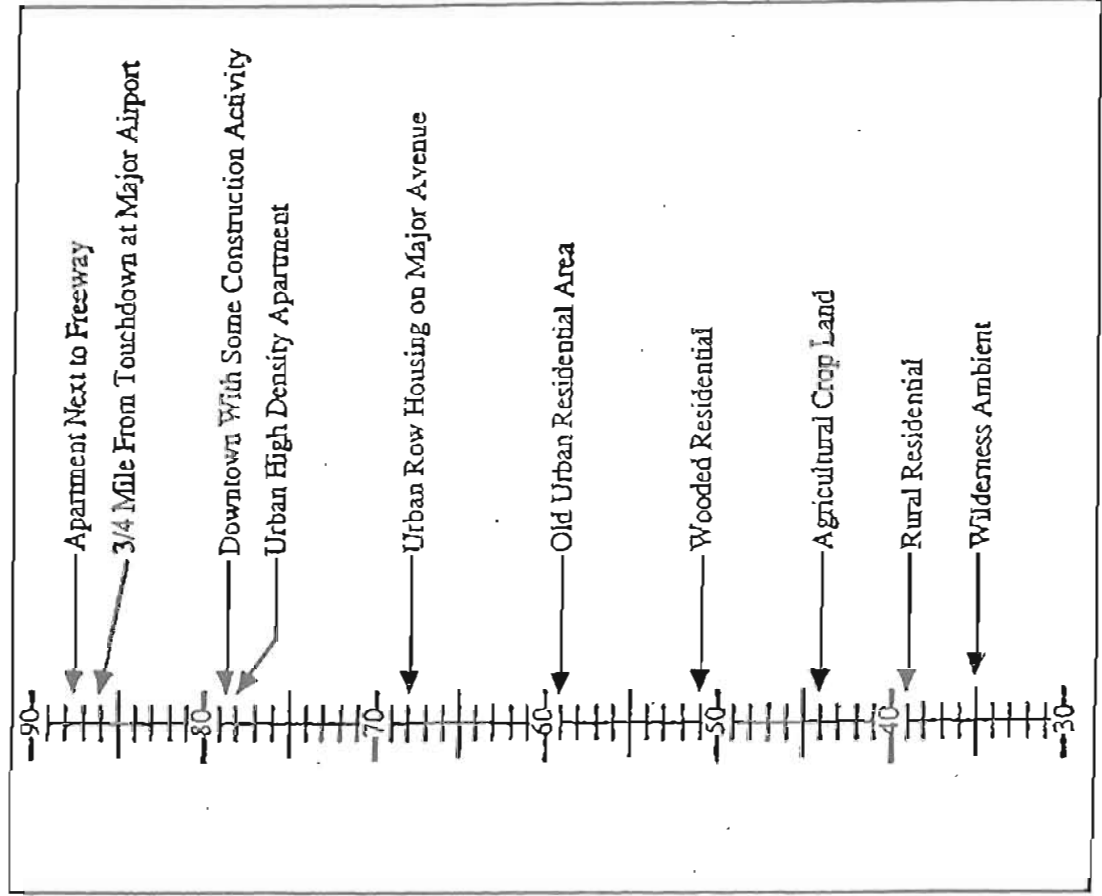 -90-
Apartment Next to Freeway
3/4 Mile From Touchdown at Major Airport
-80-
Downtown With Some Construction Activity
Urban High Density Apartment
-70-
Urban Row Housing on Major Avenue
-60-
Old Urban Residential Area
Wooded Residential
-50-
Agricultural Crop Land
-40-
Rural Residential
Wilderness Ambient
-30-